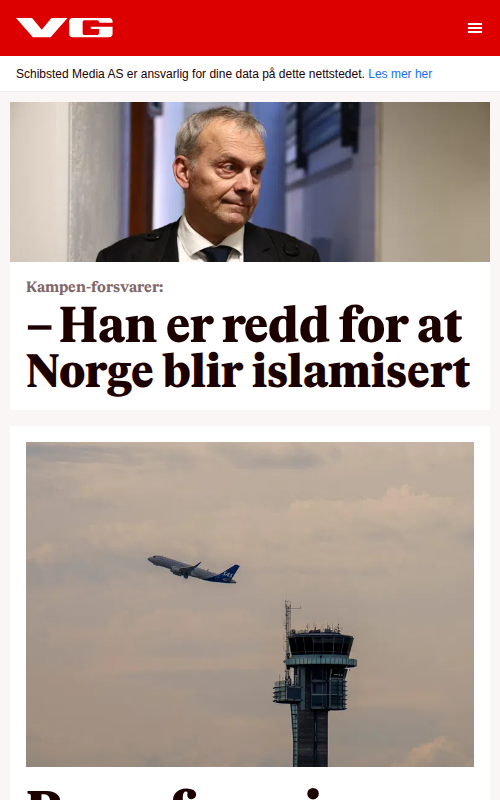 VG
Schibsted Media AS er ansvarlig for dine data på dette nettstedet. Les mer her
Kampen-forsvarer:
– Han er redd for at
Norge blir islamisert
SAS